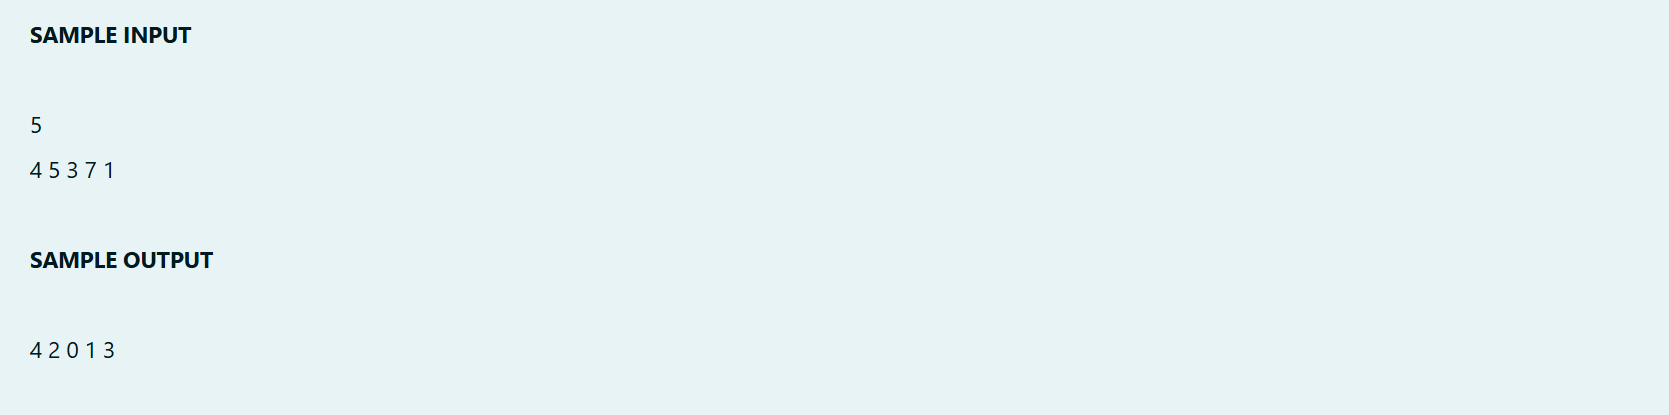 SAMPLE INPUT
5
4 5 3 7 1
SAMPLE OUTPUT
4 2 0 1 3